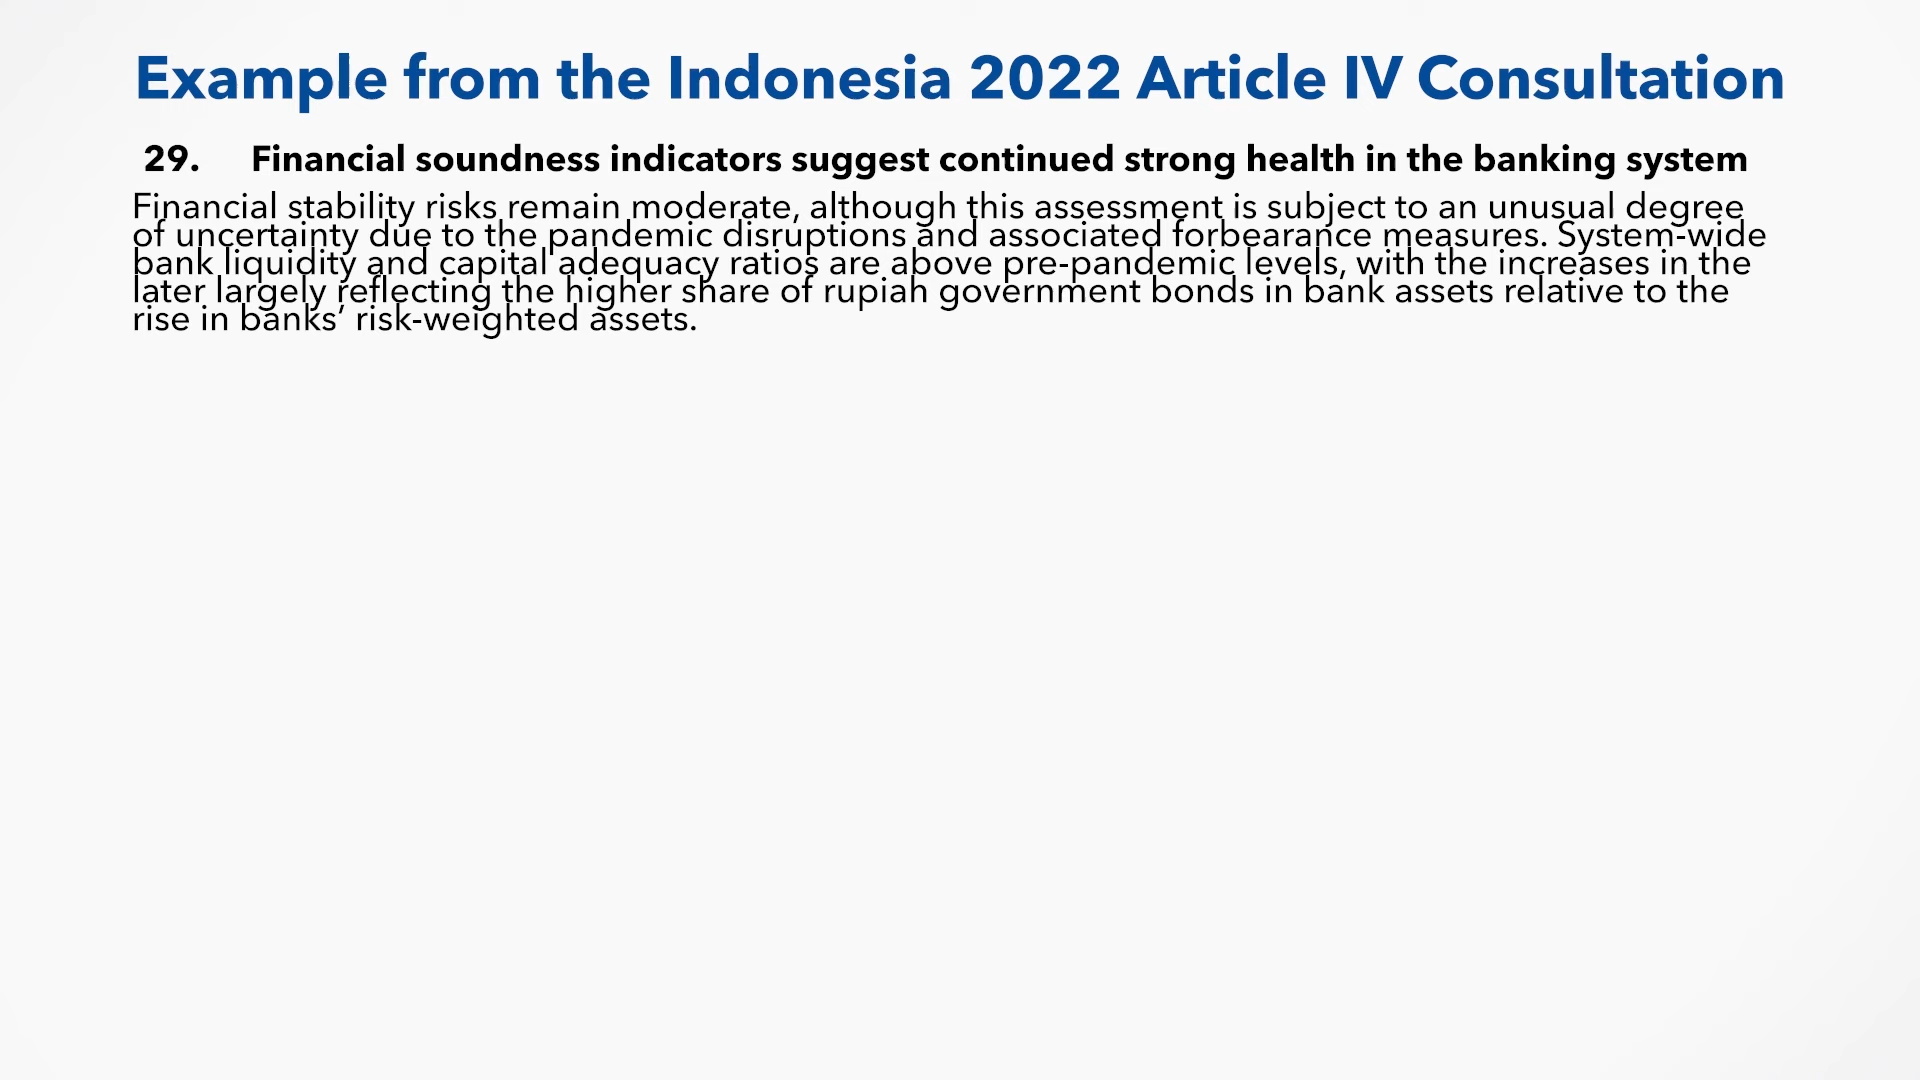 Example from the Indonesia 2022 Article IV Consultation
29. Financial soundness indicators suggest continued strong health in the banking system
Financial stability risks remain moderate, although this assessment is subject to an unusual degree
of uncertainty due to the pandemic disruptions and associated forbearance measures. System-wide
bank liquidity and capital adequacy ratios are above pre-pandemic levels, with the increases in the
later largely reflecting the higher share of rupiah government bonds in bank assets relative to the
rise in banks’ risk-weighted assets.